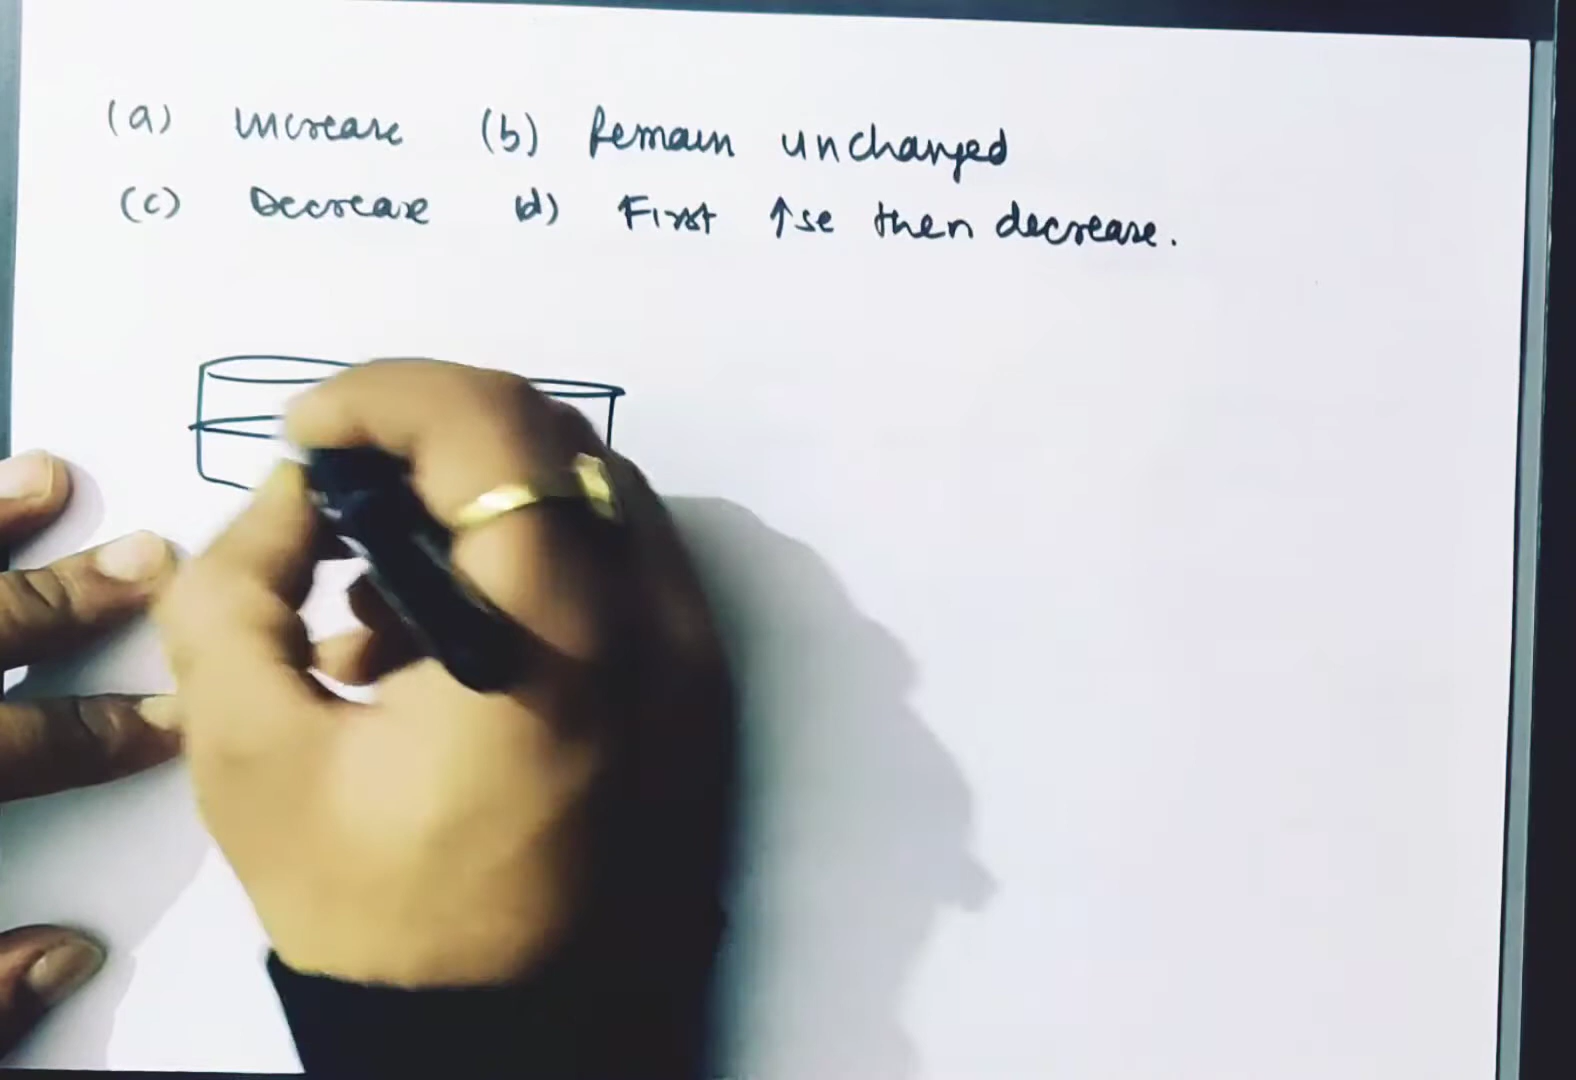 (a) Increase (b) Remain unchanged
(c) Decrease d) First ↑se then decrease.